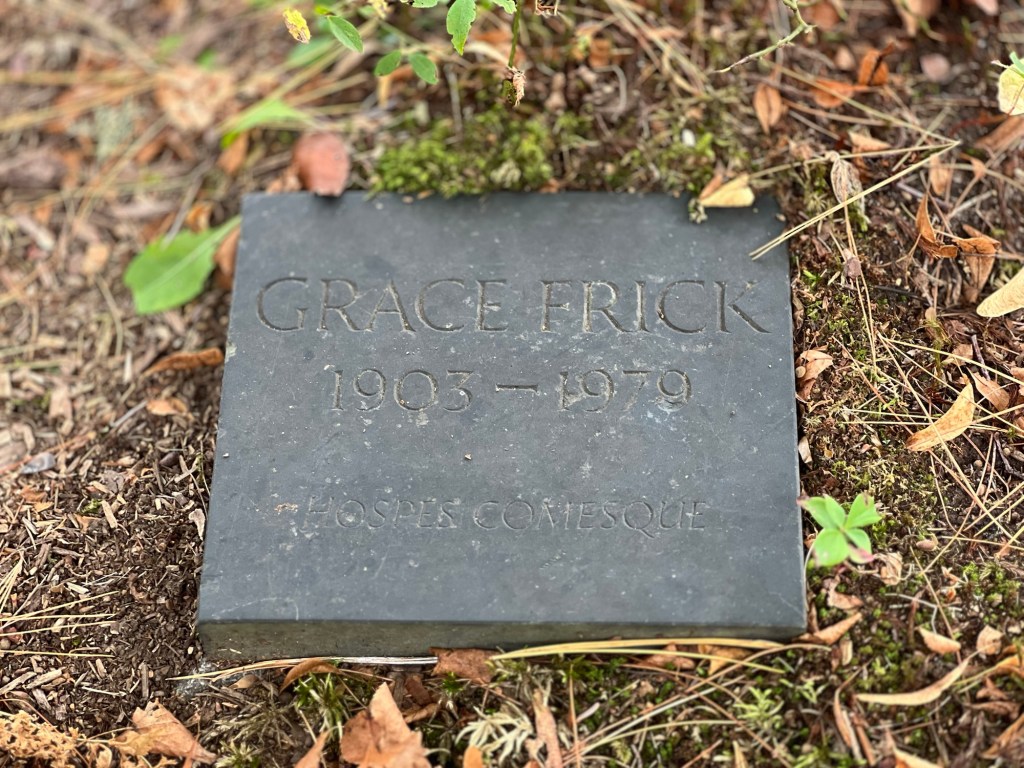 GRACE FRICK
1903 – 1979
HOSPES COMESQUE